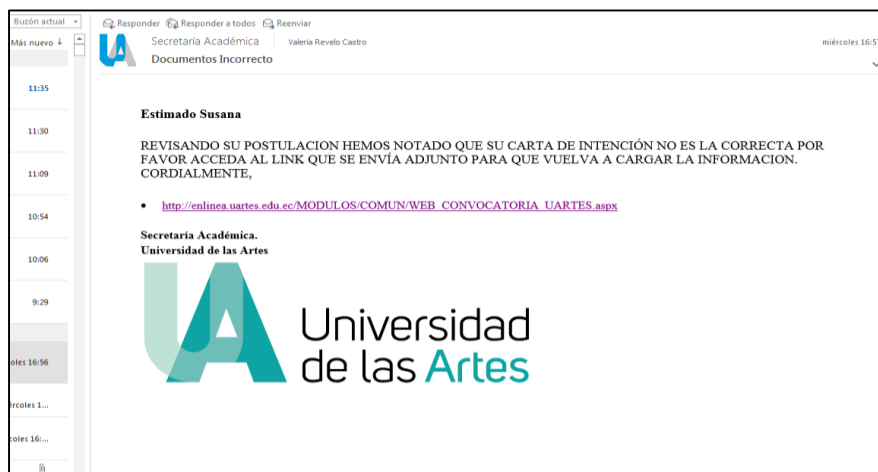 Buzón actual
Responder Responder a todos Reenviar
Más nuevo ↓
Secretaría Académica Valeria Revelo Castro miércoles 16:57
Documentos Incorrecto
11:35
11:30
11:09
10:54
10:06
9:29
oles 16:56
ércoles 1...
coles 16:...
Estimado Susana
REVISANDO SU POSTULACION HEMOS NOTADO QUE SU CARTA DE INTENCIÓN NO ES LA CORRECTA POR
FAVOR ACCEDA AL LINK QUE SE ENVÍA ADJUNTO PARA QUE VUELVA A CARGAR LA INFORMACION.
CORDIALMENTE,
• http://enlinea.uartes.edu.ec/MODULOS/COMUN/WEB_CONVOCATORIA_UARTES.aspx
Secretaría Académica.
Universidad de las Artes
UA
Universidad
de las Artes